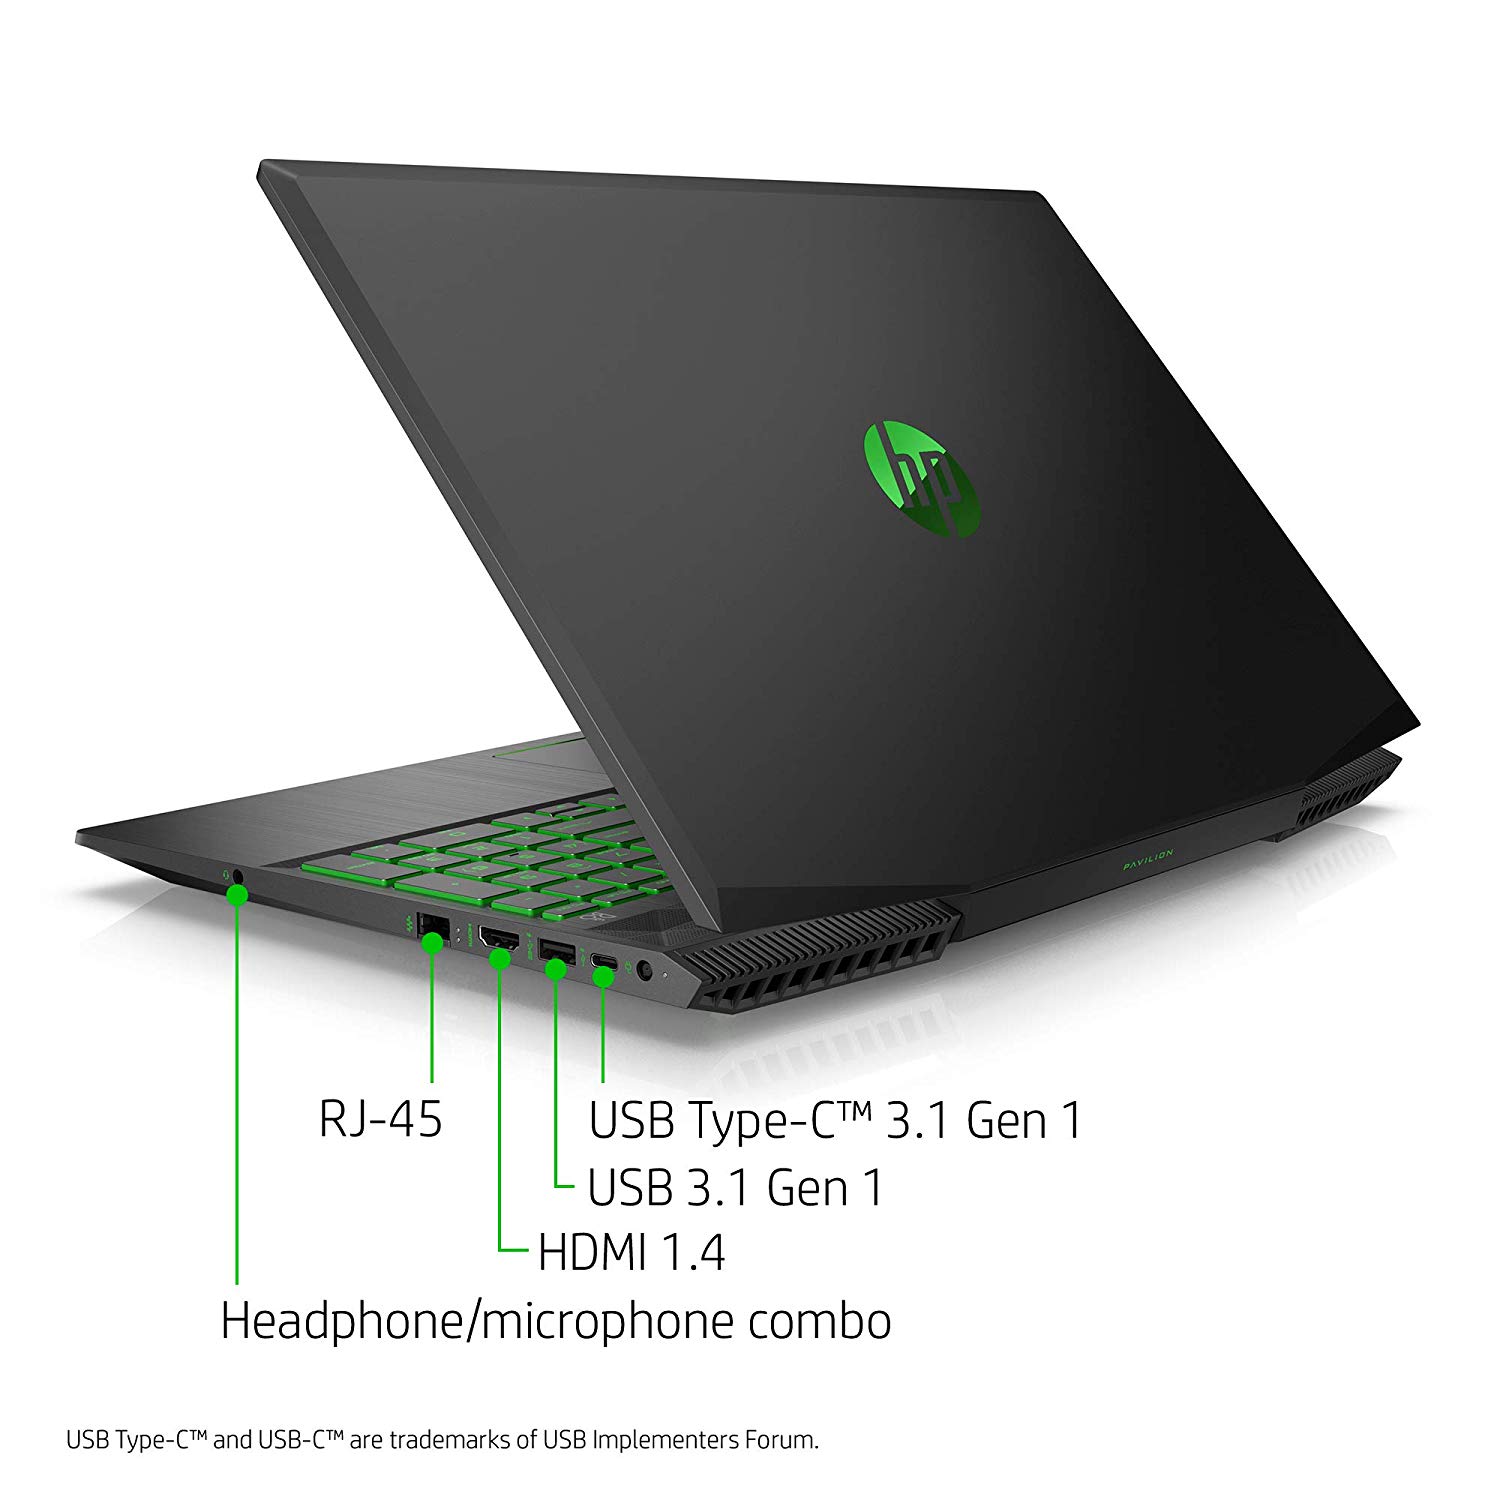 hp
PAVILION
RJ-45
USB Type-C™ 3.1 Gen 1
USB 3.1 Gen 1
HDMI 1.4
Headphone/microphone combo
USB Type-C™ and USB-C™ are trademarks of USB Implementers Forum.